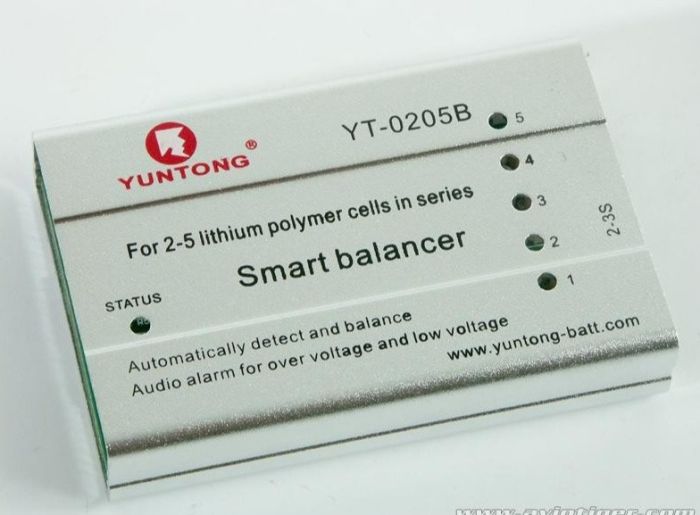 YUNTONG®
YT-0205B
5
4
3
2
1
2-3S
For 2-5 lithium polymer cells in series
Smart balancer
STATUS
Automatically detect and balance
Audio alarm for over voltage and low voltage
www.yuntong-batt.com